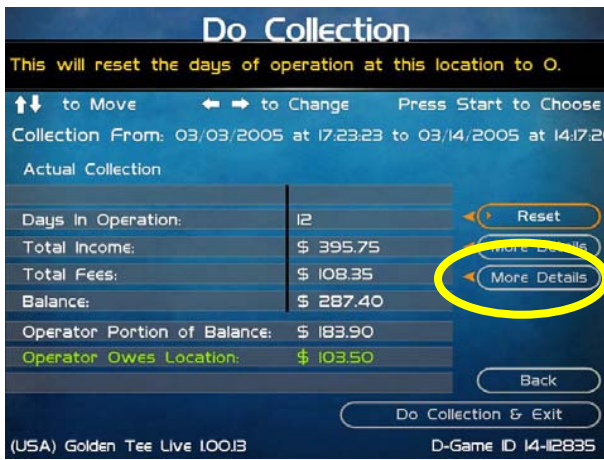 Do Collection
This will reset the days of operation at this location to 0.
to Move to Change Press Start to Choose
Collection From: 03/03/2005 at 17:23:23 to 03/14/2005 at 14:17:2
Actual Collection
Days In Operation: 12 Reset
Total Income: $ 395.75 More Details
Total Fees: $ 108.35 More Details
Balance: $ 287.40
Operator Portion of Balance: $ 183.90
Operator Owes Location: $ 103.50
Back
Do Collection & Exit
(USA) Golden Tee Live 1.00.13 D-Game ID 14-112835